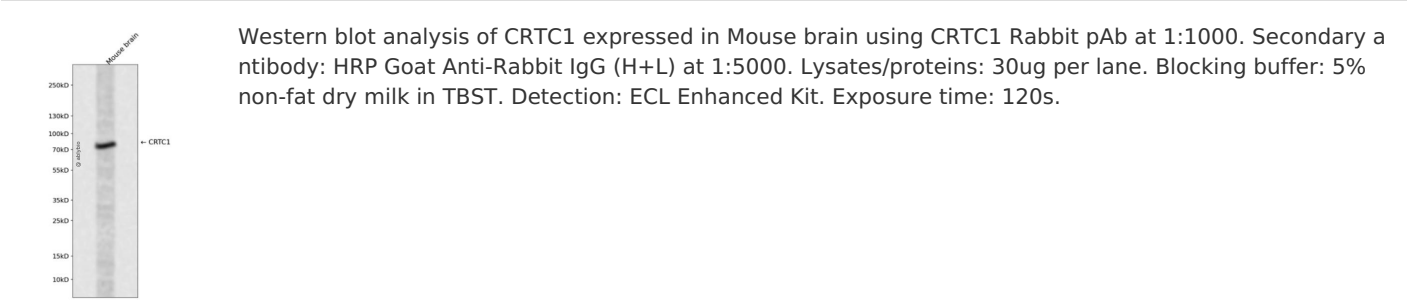 Mouse brain
Western blot analysis of CRTC1 expressed in Mouse brain using CRTC1 Rabbit pAb at 1:1000. Secondary a
ntibody: HRP Goat Anti-Rabbit IgG (H+L) at 1:5000. Lysates/proteins: 30ug per lane. Blocking buffer: 5%
non-fat dry milk in TBST. Detection: ECL Enhanced Kit. Exposure time: 120s.
250kD
130kD
100kD
← CRTC1
70kD
55kD
35kD
25kD
15kD
10kD